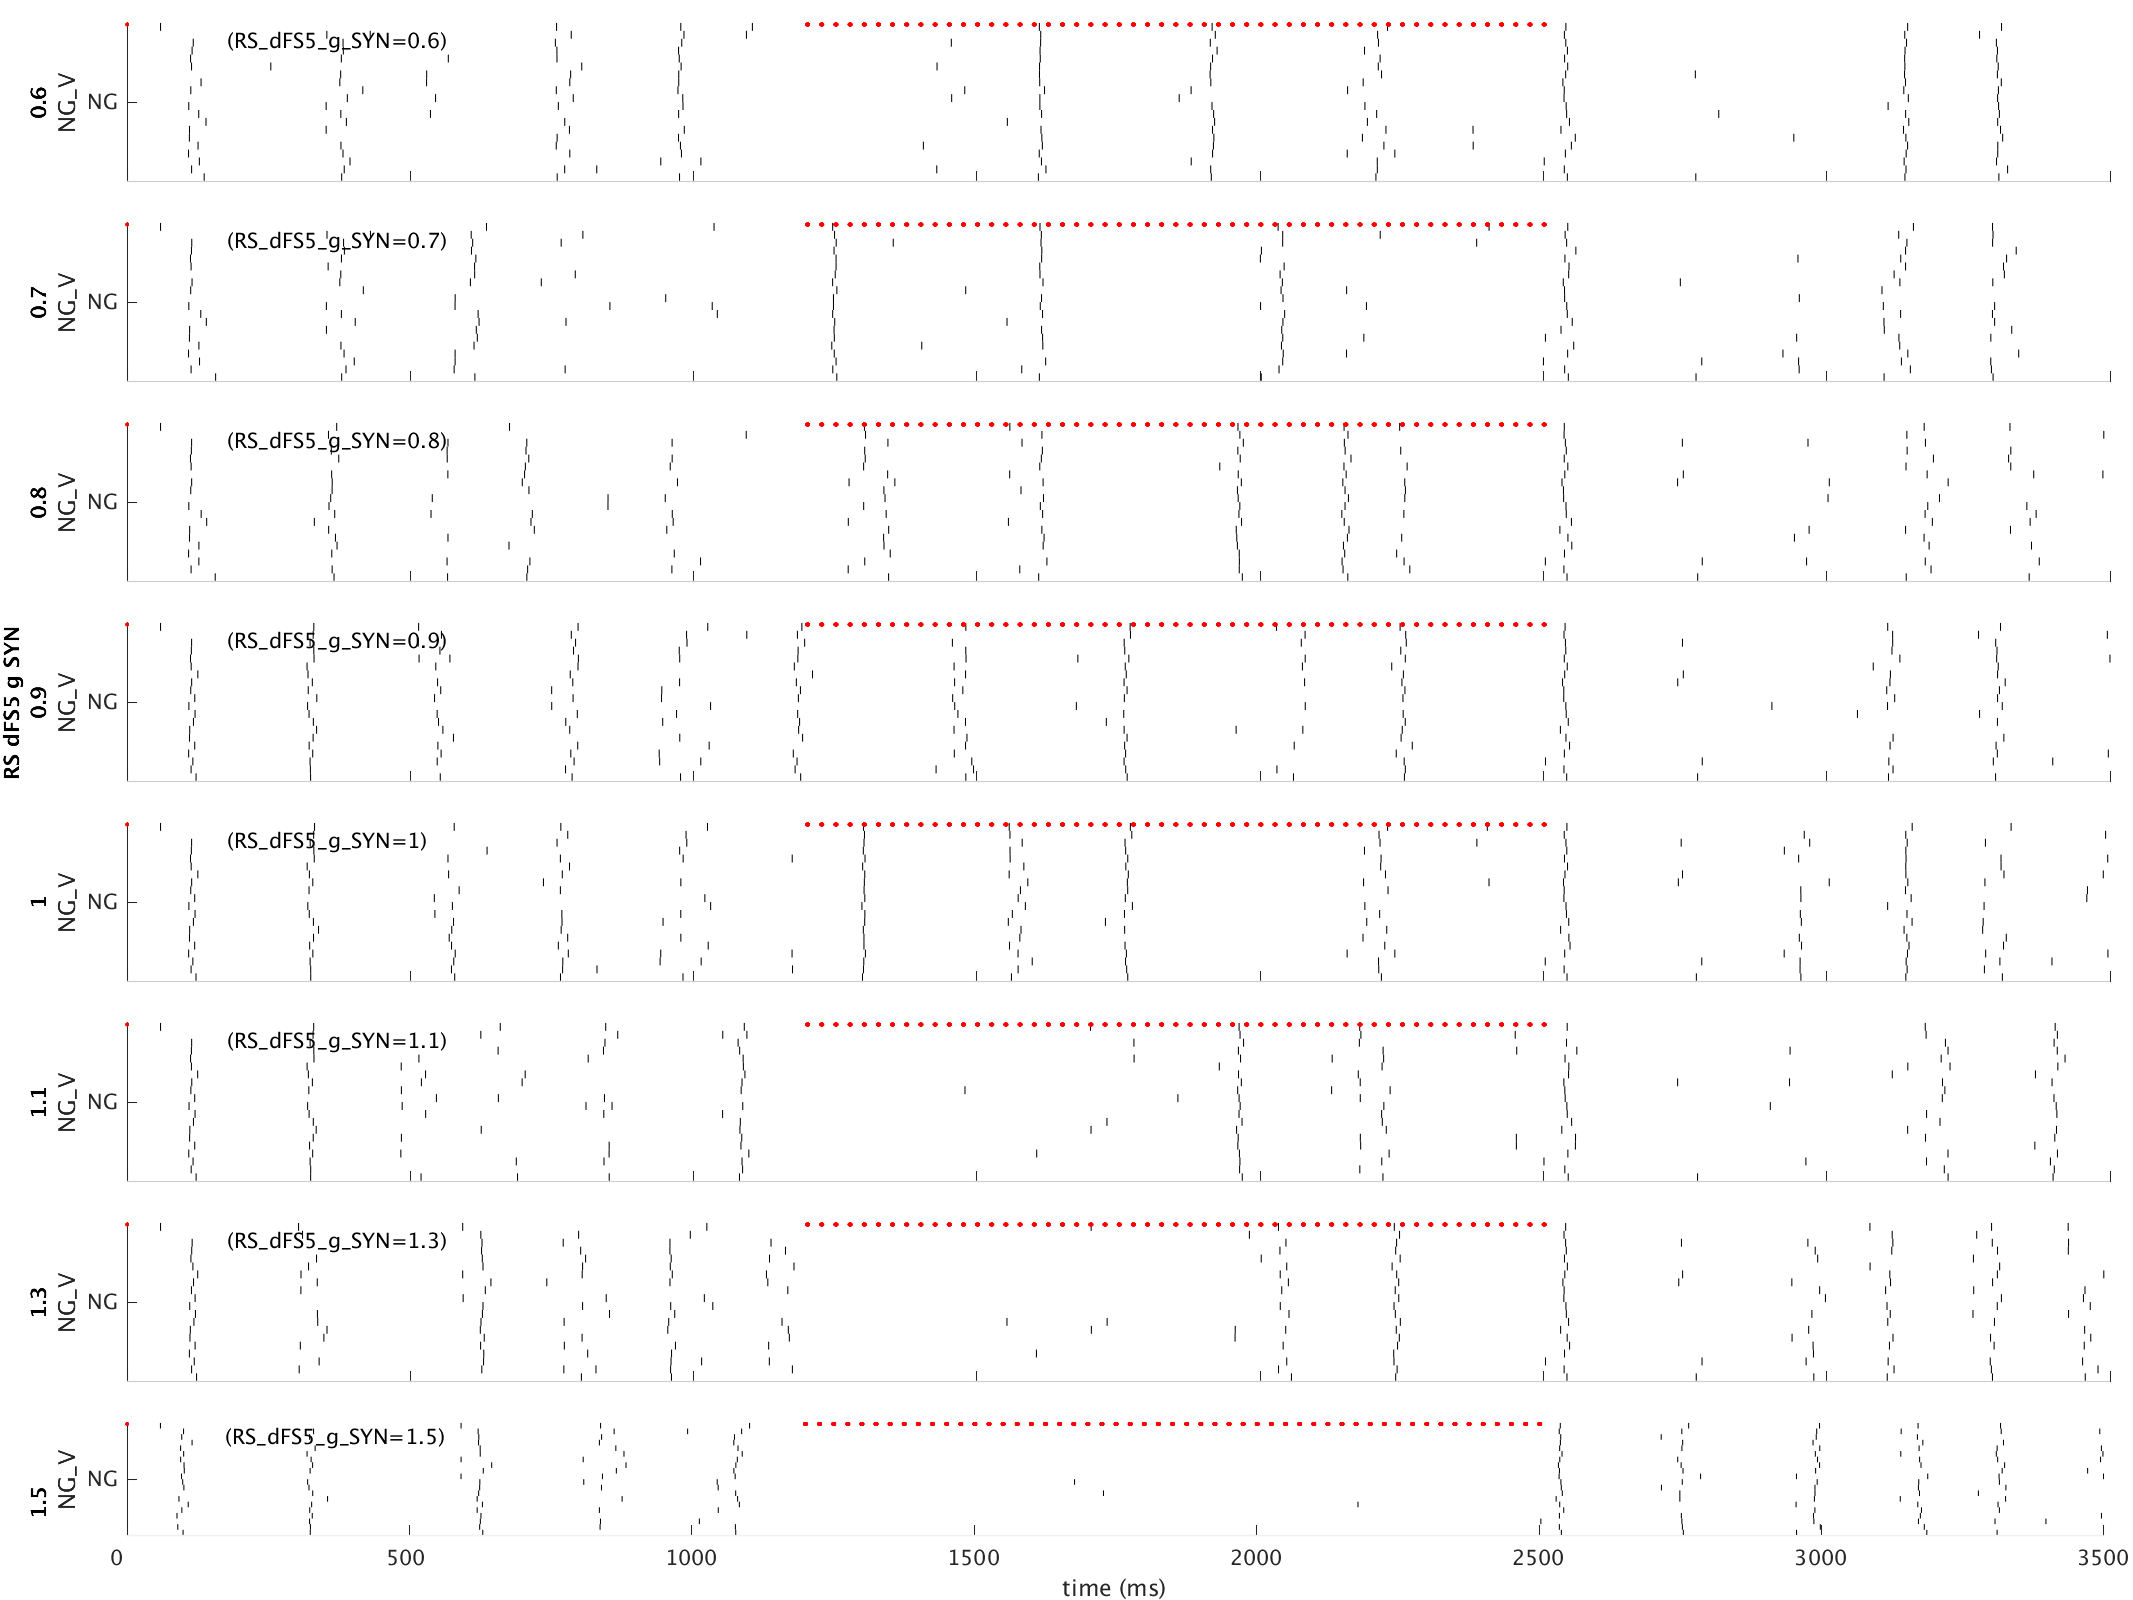 RS dFS5 g SYN
0.6
NG_V
NG
(RS_dFS5_g_SYN=0.6)
0.7
NG_V
NG
(RS_dFS5_g_SYN=0.7)
0.8
NG_V
NG
(RS_dFS5_g_SYN=0.8)
0.9
NG_V
NG
(RS_dFS5_g_SYN=0.9)
1
NG_V
NG
(RS_dFS5_g_SYN=1)
1.1
NG_V
NG
(RS_dFS5_g_SYN=1.1)
1.3
NG_V
NG
(RS_dFS5_g_SYN=1.3)
1.5
NG_V
NG
(RS_dFS5_g_SYN=1.5)
0 500 1000 1500 2000 2500 3000 3500
time (ms)